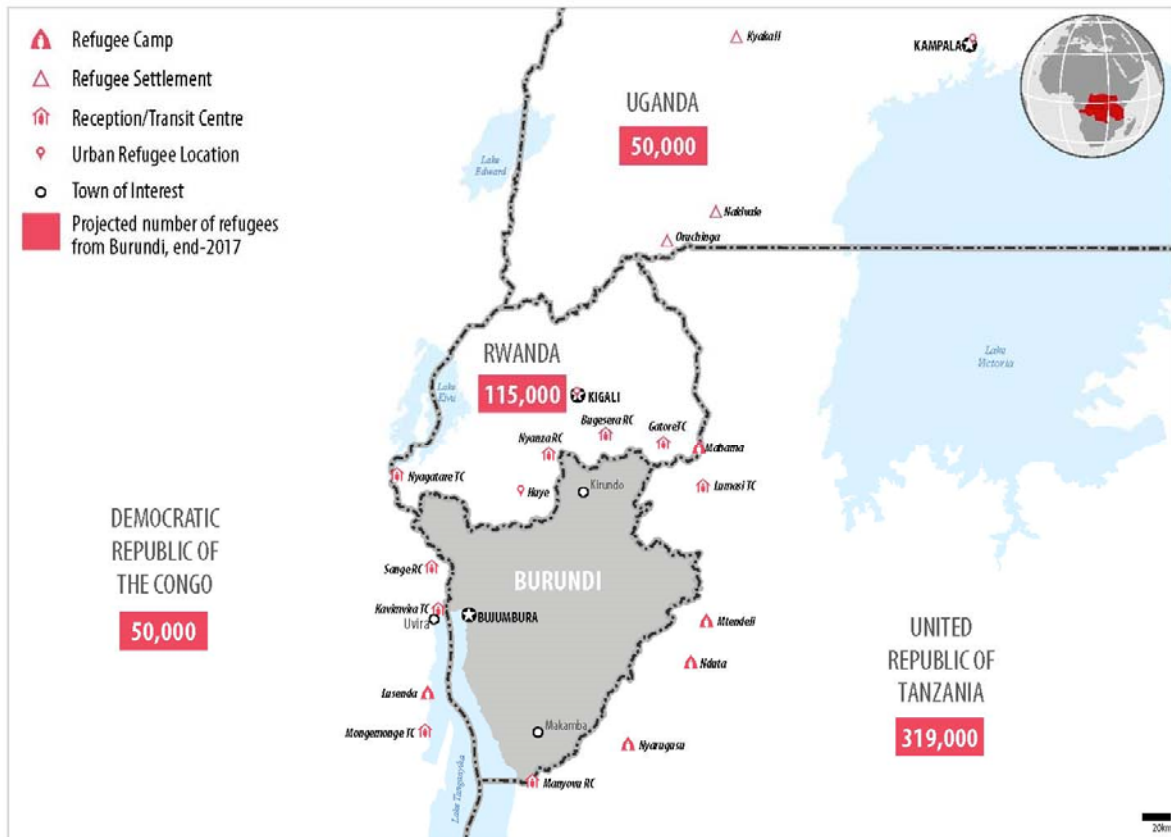 Refugee Camp
Refugee Settlement
Reception/Transit Centre
Urban Refugee Location
Town of Interest
Projected number of refugees
from Burundi, end-2017
Kyakall
KAMPALA
UGANDA
50,000
Lake
Edward
Nakivale
Oruchinga
RWANDA
115,000
KIGALI
Lake
Kivu
Lake
Victoria
Bugesera RC
Gatore TC
Nyanza RC
Mahama
Nyagatare TC
Huye
Kirundo
Lumasi TC
DEMOCRATIC
REPUBLIC OF
THE CONGO
50,000
Sange RC
BURUNDI
Kavimvira TC
Uvira
BUJUMBURA
Mtendeli
Nduta
UNITED
REPUBLIC OF
TANZANIA
319,000
Lusenda
Mongemonge TC
Makamba
Nyarugusu
Manyovu RC
Lake Tanganyika
20km